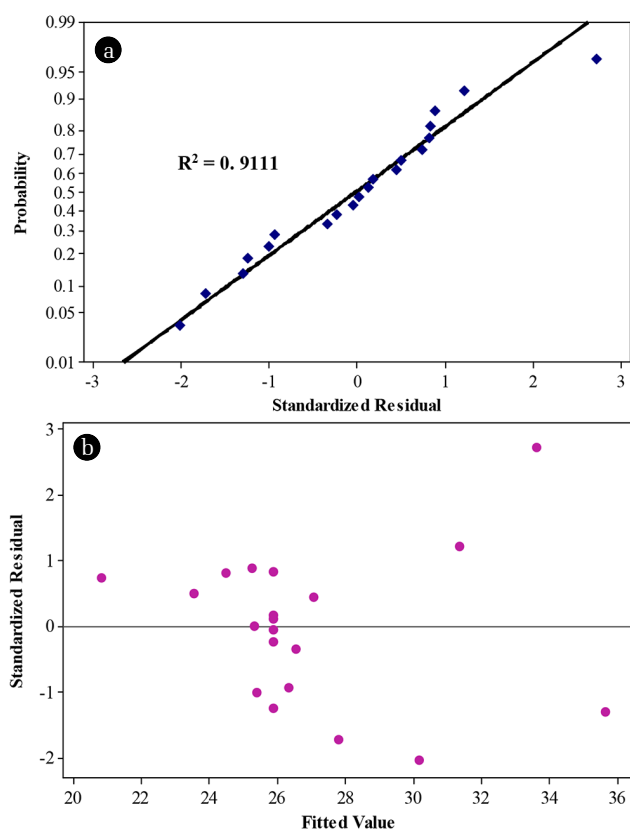 a
0.99
0.95
0.9
0.8
0.7
0.6
0.5
0.4
0.3
0.2
0.1
0.05
0.01
Probability
R² = 0. 9111
-3 -2 -1 0 1 2 3
Standardized Residual
b
3
2
1
0
-1
-2
Standardized Residual
20 22 24 26 28 30 32 34 36
Fitted Value